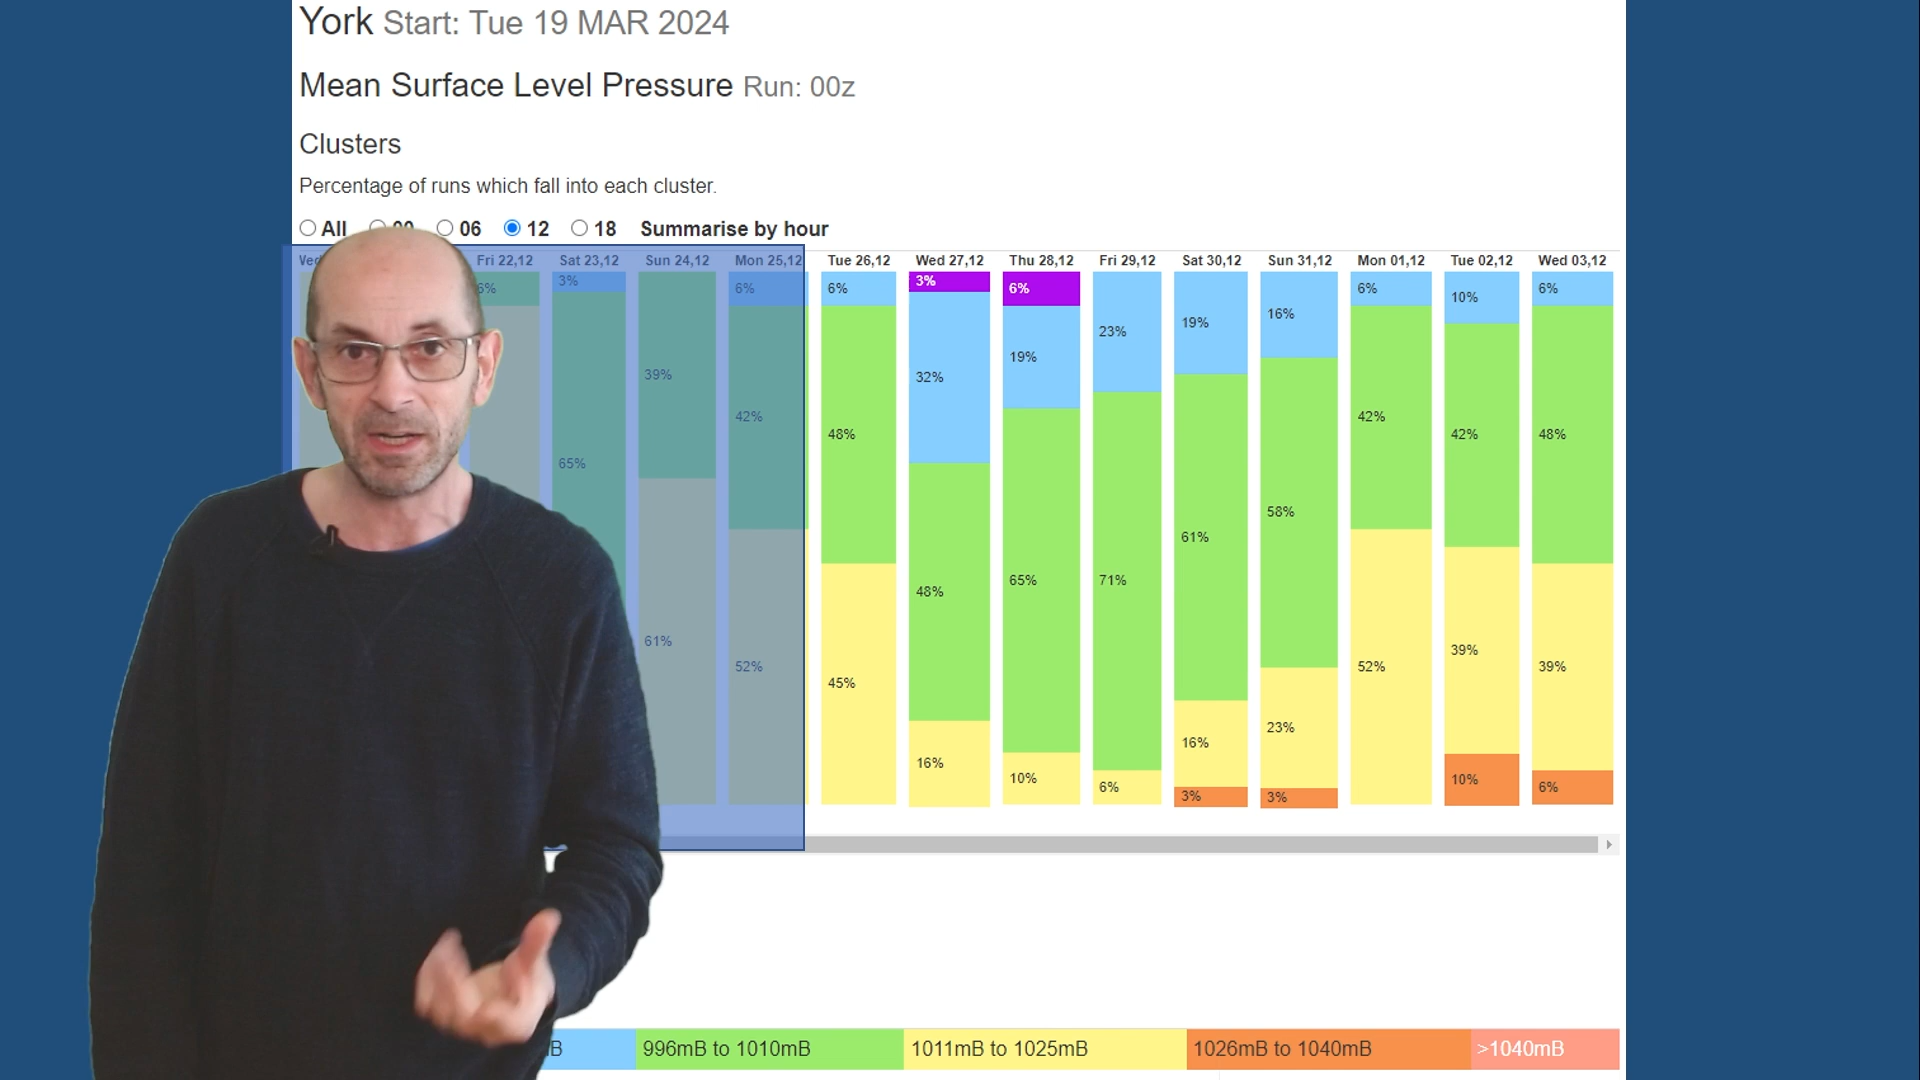 York Start: Tue 19 MAR 2024
Mean Surface Level Pressure Run: 00z
Clusters
Percentage of runs which fall into each cluster.
All 06 12 18 Summarise by hour
Fri 22,12 Sat 23,12 Sun 24,12 Mon 25,12 Tue 26,12 Wed 27,12 Thu 28,12 Fri 29,12 Sat 30,12 Sun 31,12 Mon 01,12 Tue 02,12 Wed 03,12
6% 3% 6% 6% 3% 6% 6% 10% 6%
23% 19% 16%
39% 32% 19%
42% 42%
65% 48% 42% 48%
61% 58%
48% 65% 71%
61% 52% 45% 52% 39% 39%
16% 10% 6% 16% 23% 10% 6%
3% 3%
B 996mB to 1010mB 1011mB to 1025mB 1026mB to 1040mB >1040mB